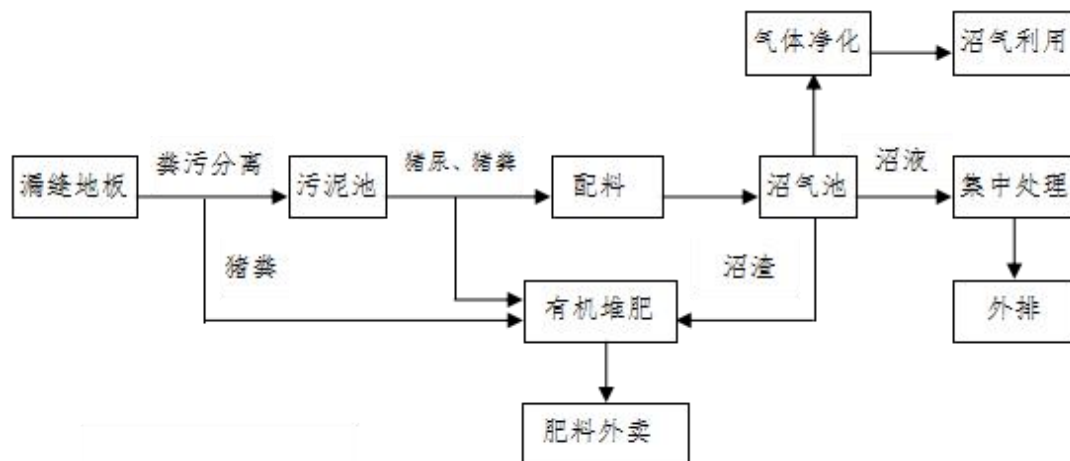 气体净化
沼气利用
粪污分离
猪尿、猪粪
沼液
漏缝地板
污泥池
配料
沼气池
集中处理
猪粪
沼渣
有机堆肥
外排
肥料外卖